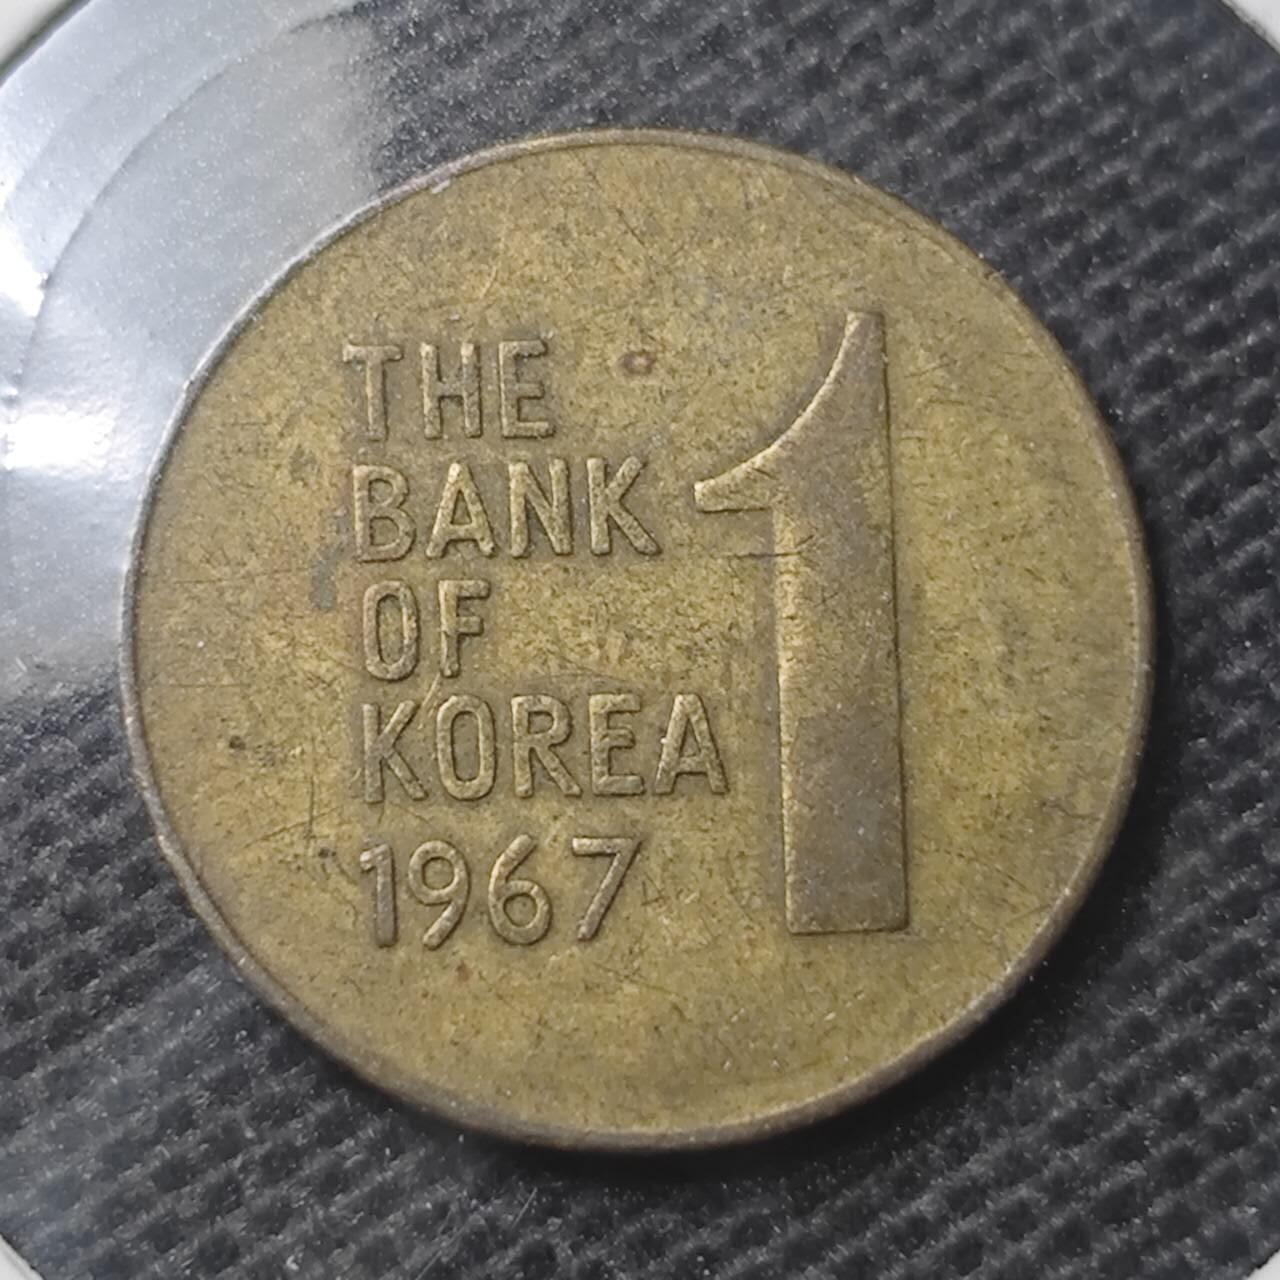 THE
BANK
OF
KOREA
1967
1